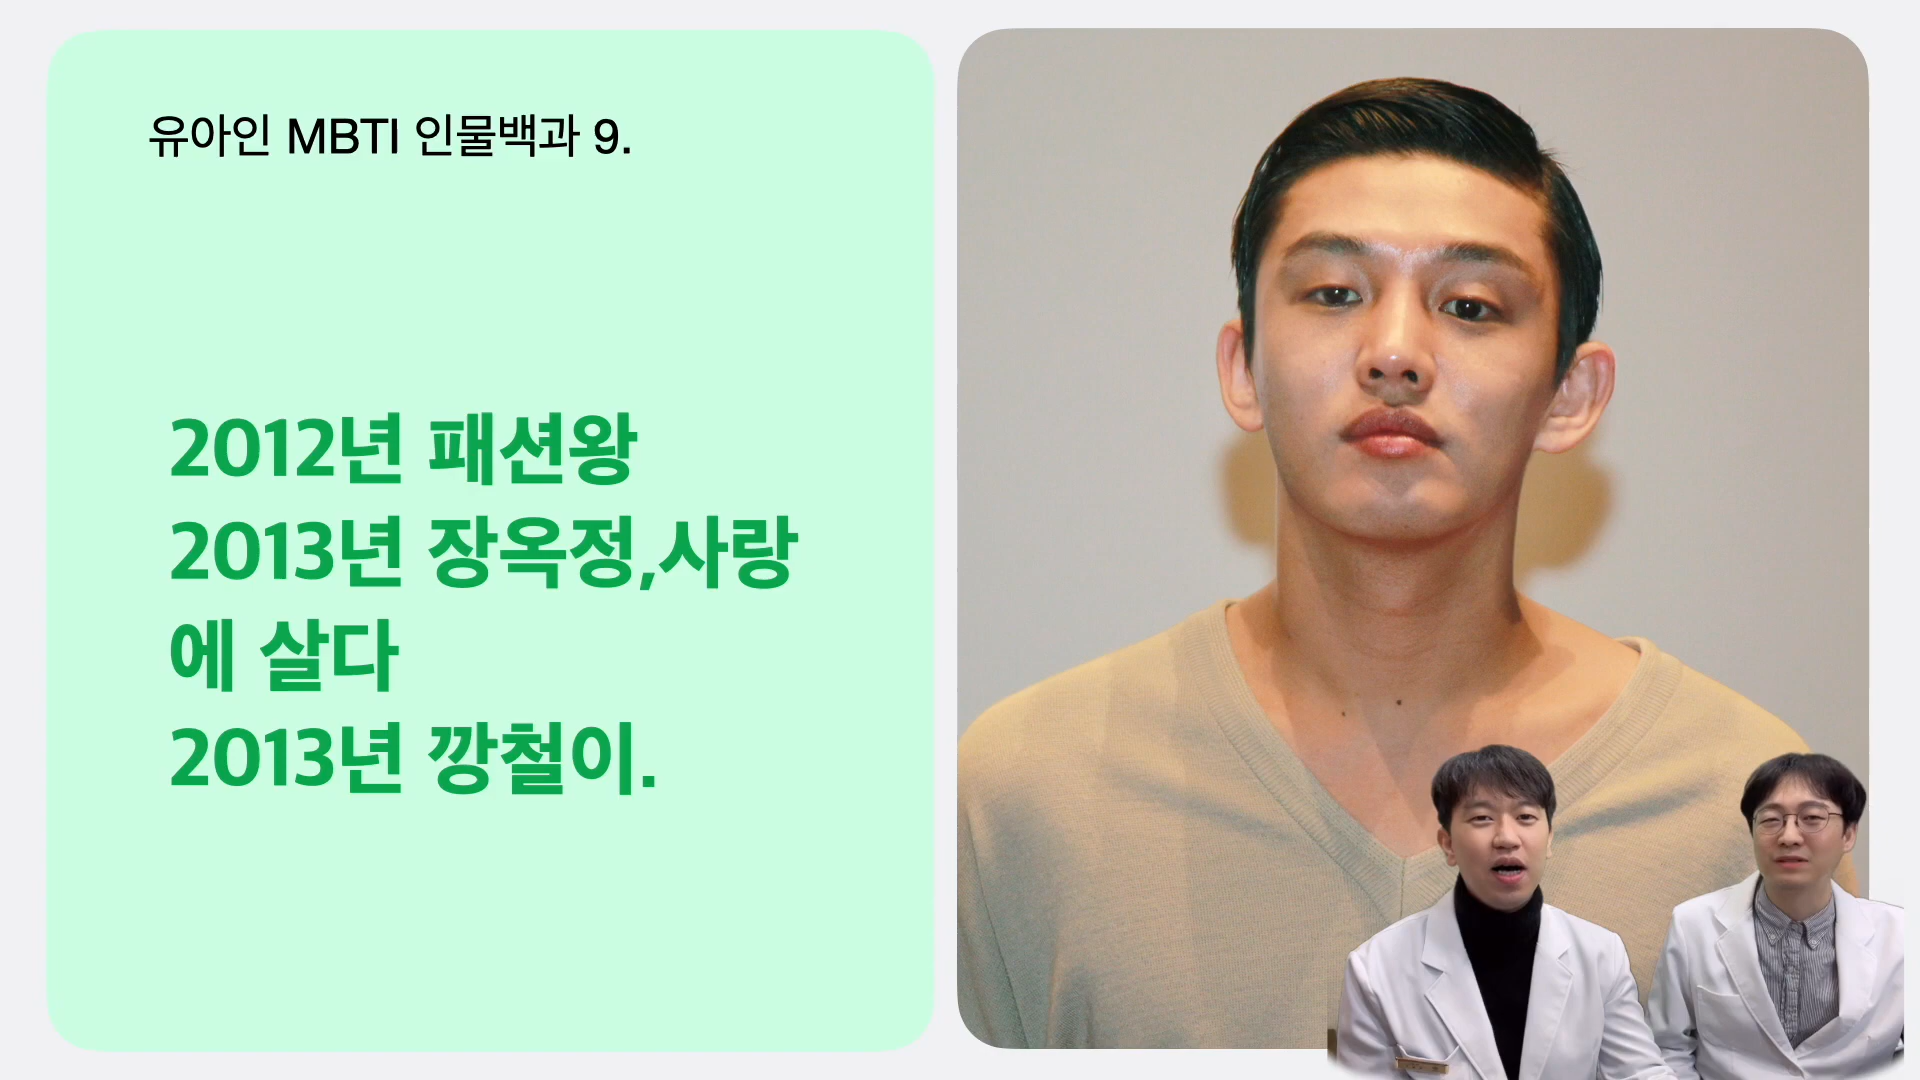 유아인 MBTI 인물백과 9.
2012년 패션왕
2013년 장옥정,사랑
에 살다
2013년 깡철이.